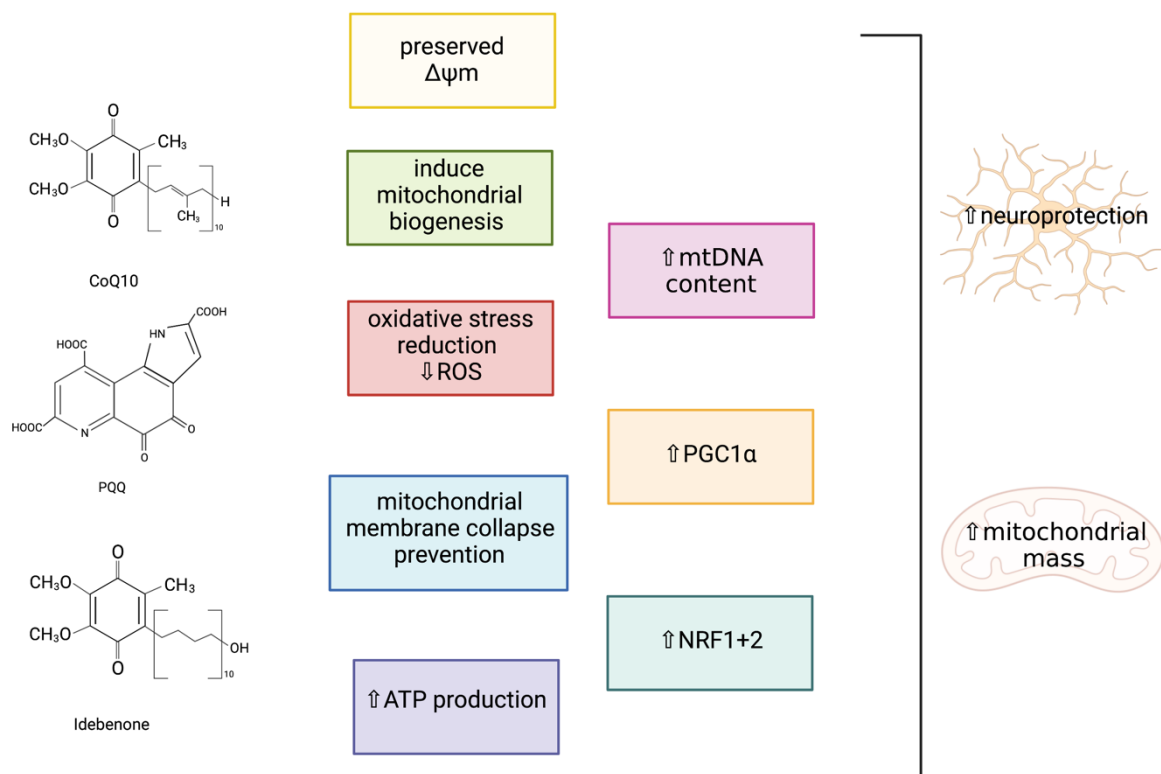 O
CH₃O
CH₃
CH₃O
O
CH₃
H
10
CoQ10
COOH
HN
HOOC
HOOC
N
O
O
PQQ
O
CH₃O
CH₃
CH₃O
O
OH
10
Idebenone
preserved
Δψm
induce
mitochondrial
biogenesis
oxidative stress
reduction
⇩ROS
mitochondrial
membrane collapse
prevention
⇧ATP production
⇧mtDNA
content
⇧PGC1α
⇧NRF1+2
⇧neuroprotection
⇧mitochondrial
mass